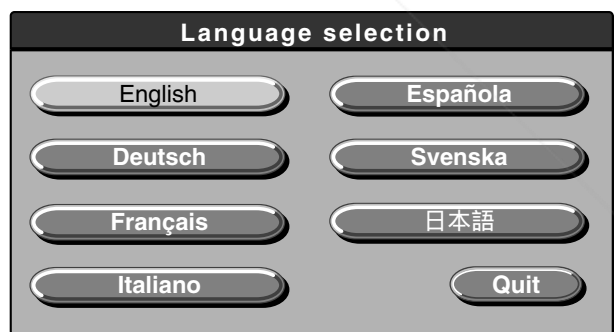 Language selection
English
Española
Deutsch
Svenska
Français
日本語
Italiano
Quit